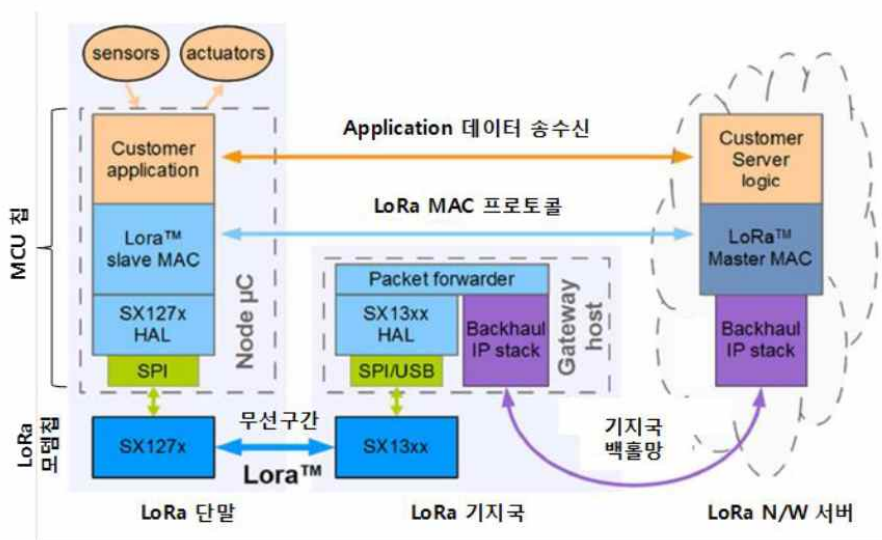 sensors
actuators
Application 데이터 송수신
Customer
application
Customer
Server
logic
LoRa MAC 프로토콜
MCU 칩
Lora™
slave MAC
LoRa™
Master MAC
Node µC
Packet forwarder
SX127x
HAL
SX13xx
HAL
Backhaul
IP stack
Gateway
host
Backhaul
IP stack
SPI
SPI/USB
LoRa
모뎀칩
SX127x
무선구간
Lora™
SX13xx
기지국
백홀망
LoRa 단말
LoRa 기지국
LoRa N/W 서버